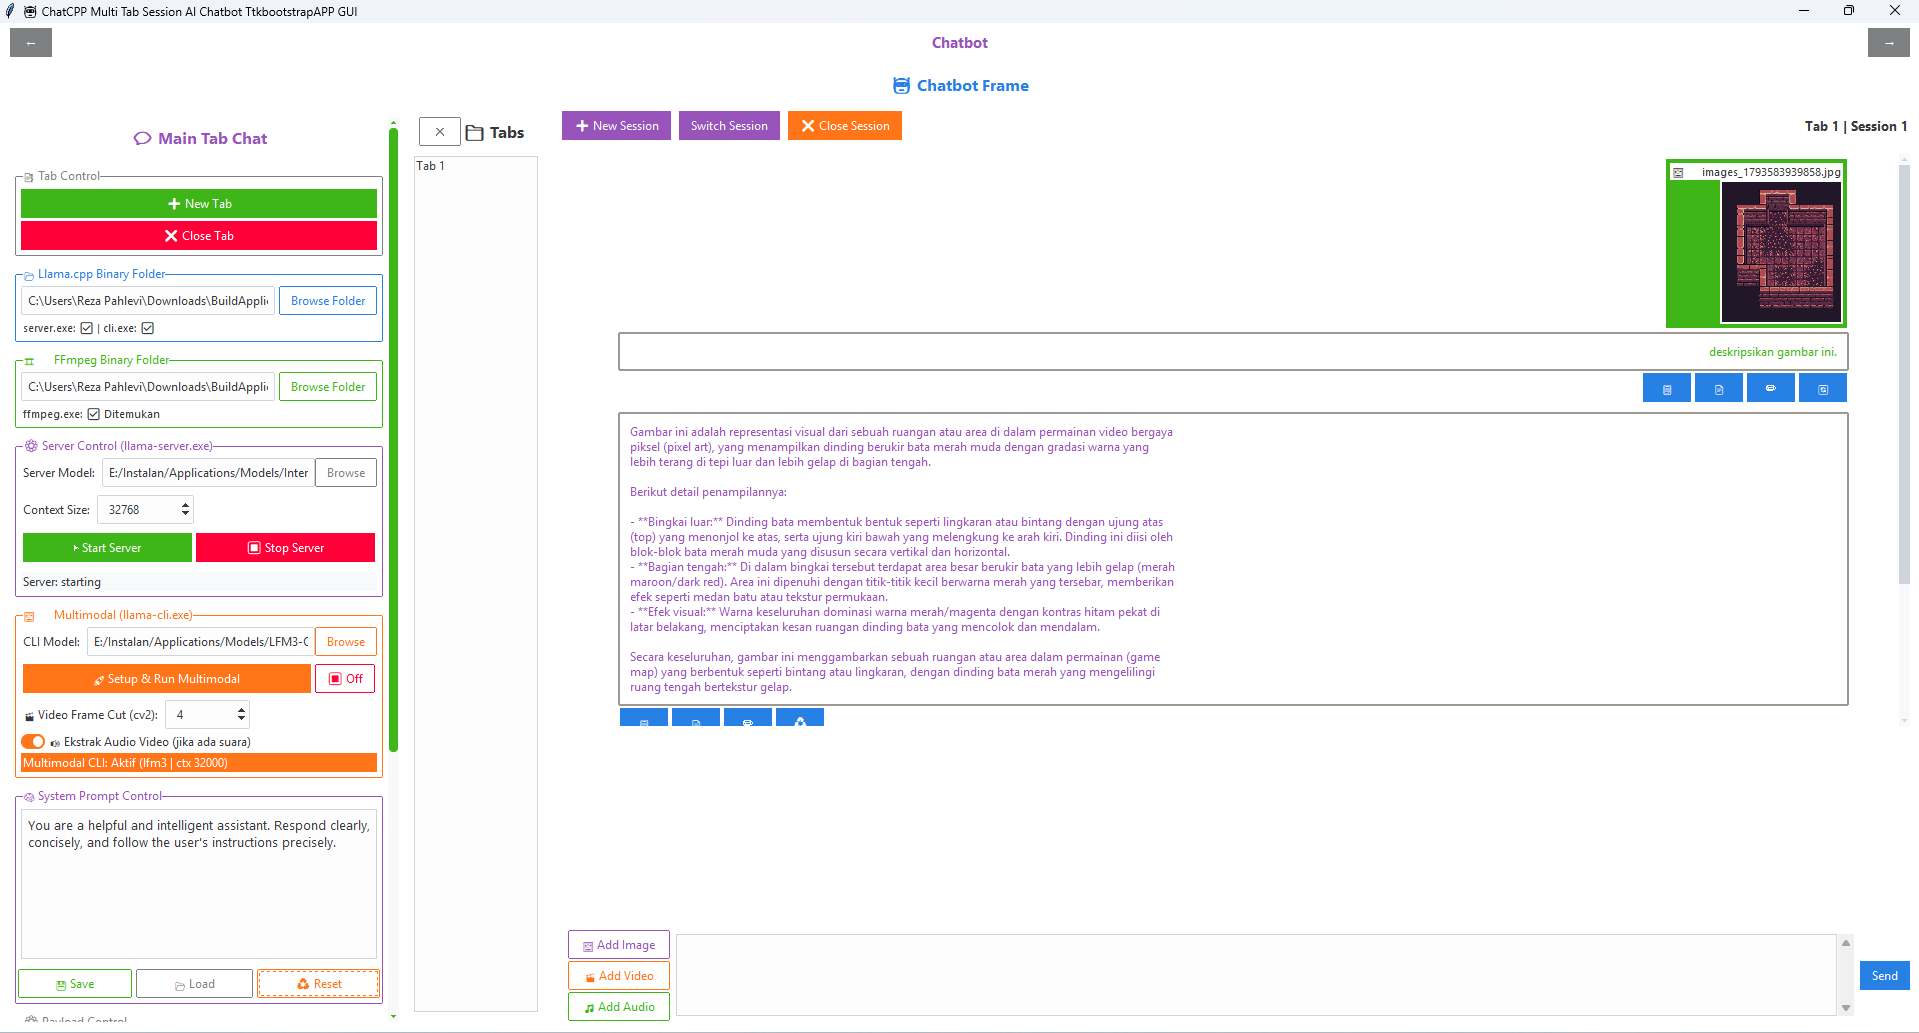 ChatCPP Multi Tab Session AI Chatbot TtkbootstrapAPP GUI
←
Chatbot
→
Chatbot Frame
Main Tab Chat
Tab Control
New Tab
Close Tab
Llama.cpp Binary Folder
C:\Users\Reza Pahlevi\Downloads\BuildApplic
Browse Folder
server.exe: ☑ | cli.exe: ☑
FFmpeg Binary Folder
C:\Users\Reza Pahlevi\Downloads\BuildApplic
Browse Folder
ffmpeg.exe: ☑ Ditemukan
Server Control (llama-server.exe)
Server Model: E:/Instalan/Applications/Models/Inter Browse
Context Size: 32768
Start Server
Stop Server
Server: starting
Multimodal (llama-cli.exe)
CLI Model: E:/Instalan/Applications/Models/LFM3-C Browse
Setup & Run Multimodal
Off
Video Frame Cut (cv2): 4
Ekstrak Audio Video (jika ada suara)
Multimodal CLI: Aktif (lfm3 | ctx 32000)
System Prompt Control
You are a helpful and intelligent assistant. Respond clearly,
concisely, and follow the user's instructions precisely.
Save
Load
Reset
Payload Control
Tabs
Tab 1
New Session
Switch Session
Close Session
Tab 1 | Session 1
images_1793583939858.jpg
deskripsikan gambar ini.
Gambar ini adalah representasi visual dari sebuah ruangan atau area di dalam permainan video bergaya
piksel (pixel art), yang menampilkan dinding berukir bata merah muda dengan gradasi warna yang
lebih terang di tepi luar dan lebih gelap di bagian tengah.
Berikut detail penampilannya:
- **Bingkai luar:** Dinding bata membentuk bentuk seperti lingkaran atau bintang dengan ujung atas
(top) yang menonjol ke atas, serta ujung kiri bawah yang melengkung ke arah kiri. Dinding ini diisi oleh
blok-blok bata merah muda yang disusun secara vertikal dan horizontal.
- **Bagian tengah:** Di dalam bingkai tersebut terdapat area besar berukir bata yang lebih gelap (merah
maroon/dark red). Area ini dipenuhi dengan titik-titik kecil berwarna merah yang tersebar, memberikan
efek seperti medan batu atau tekstur permukaan.
- **Efek visual:** Warna keseluruhan dominasi warna merah/magenta dengan kontras hitam pekat di
latar belakang, menciptakan kesan ruangan dinding bata yang mencolok dan mendalam.
Secara keseluruhan, gambar ini menggambarkan sebuah ruangan atau area dalam permainan (game
map) yang berbentuk seperti bintang atau lingkaran, dengan dinding bata merah yang mengelilingi
ruang tengah bertekstur gelap.
Add Image
Add Video
Add Audio
Send